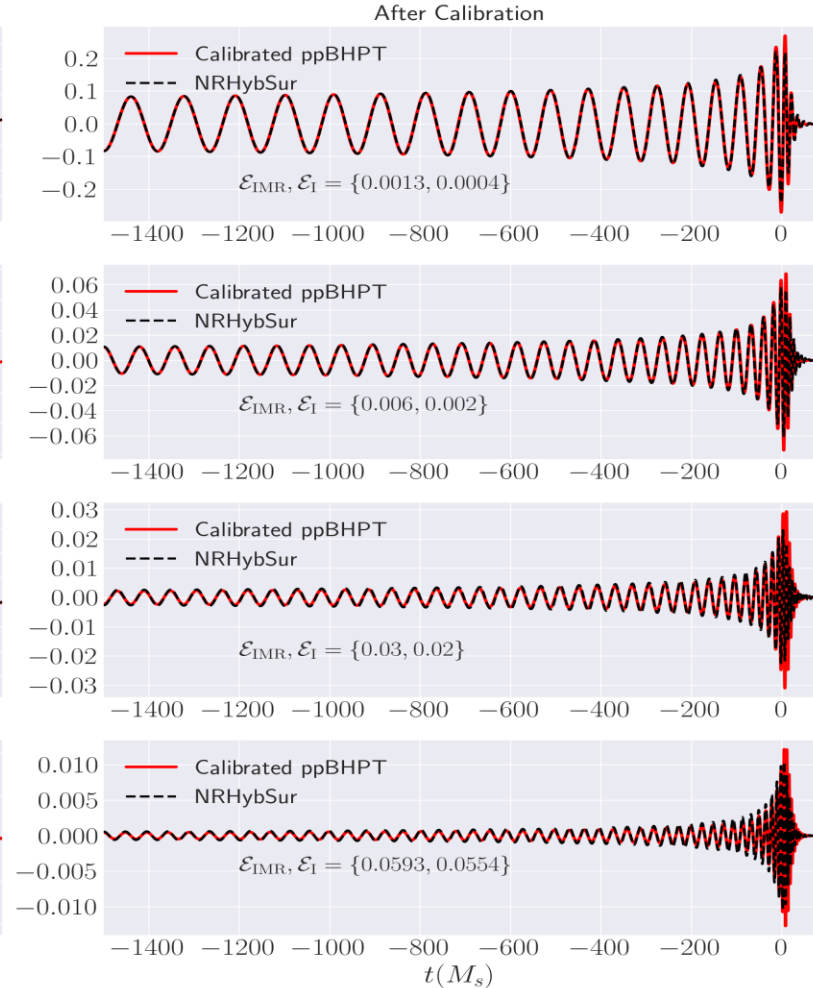 After Calibration
0.2
0.1
0.0
−0.1
−0.2
Calibrated ppBHPT
NRHybSur
ℰ_IMR, ℰ_I = {0.0013, 0.0004}
−1400 −1200 −1000 −800 −600 −400 −200 0
0.06
0.04
0.02
0.00
−0.02
−0.04
−0.06
Calibrated ppBHPT
NRHybSur
ℰ_IMR, ℰ_I = {0.006, 0.002}
−1400 −1200 −1000 −800 −600 −400 −200 0
0.03
0.02
0.01
0.00
−0.01
−0.02
−0.03
Calibrated ppBHPT
NRHybSur
ℰ_IMR, ℰ_I = {0.03, 0.02}
−1400 −1200 −1000 −800 −600 −400 −200 0
0.010
0.005
0.000
−0.005
−0.010
Calibrated ppBHPT
NRHybSur
ℰ_IMR, ℰ_I = {0.0593, 0.0554}
−1400 −1200 −1000 −800 −600 −400 −200 0
t(M_s)